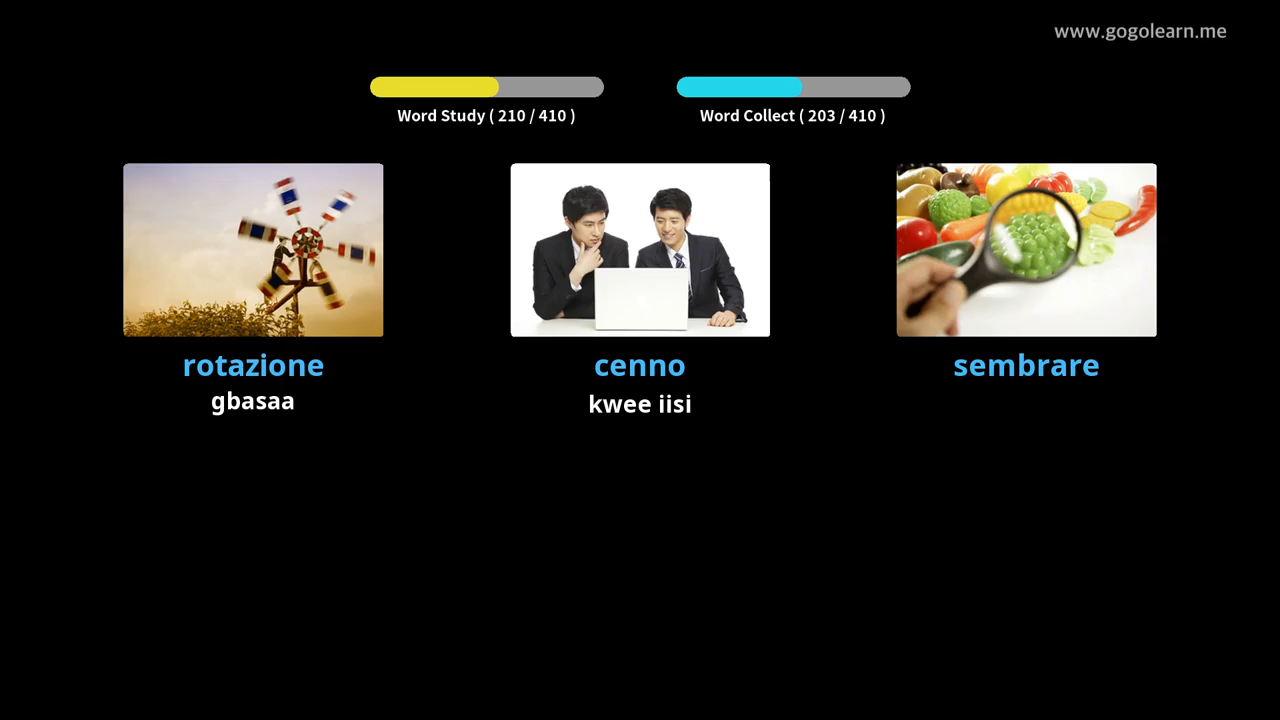 www.gogolearn.me
Word Study ( 210 / 410 )
Word Collect ( 203 / 410 )
rotazione
gbasaa
cenno
kwee iisi
sembrare